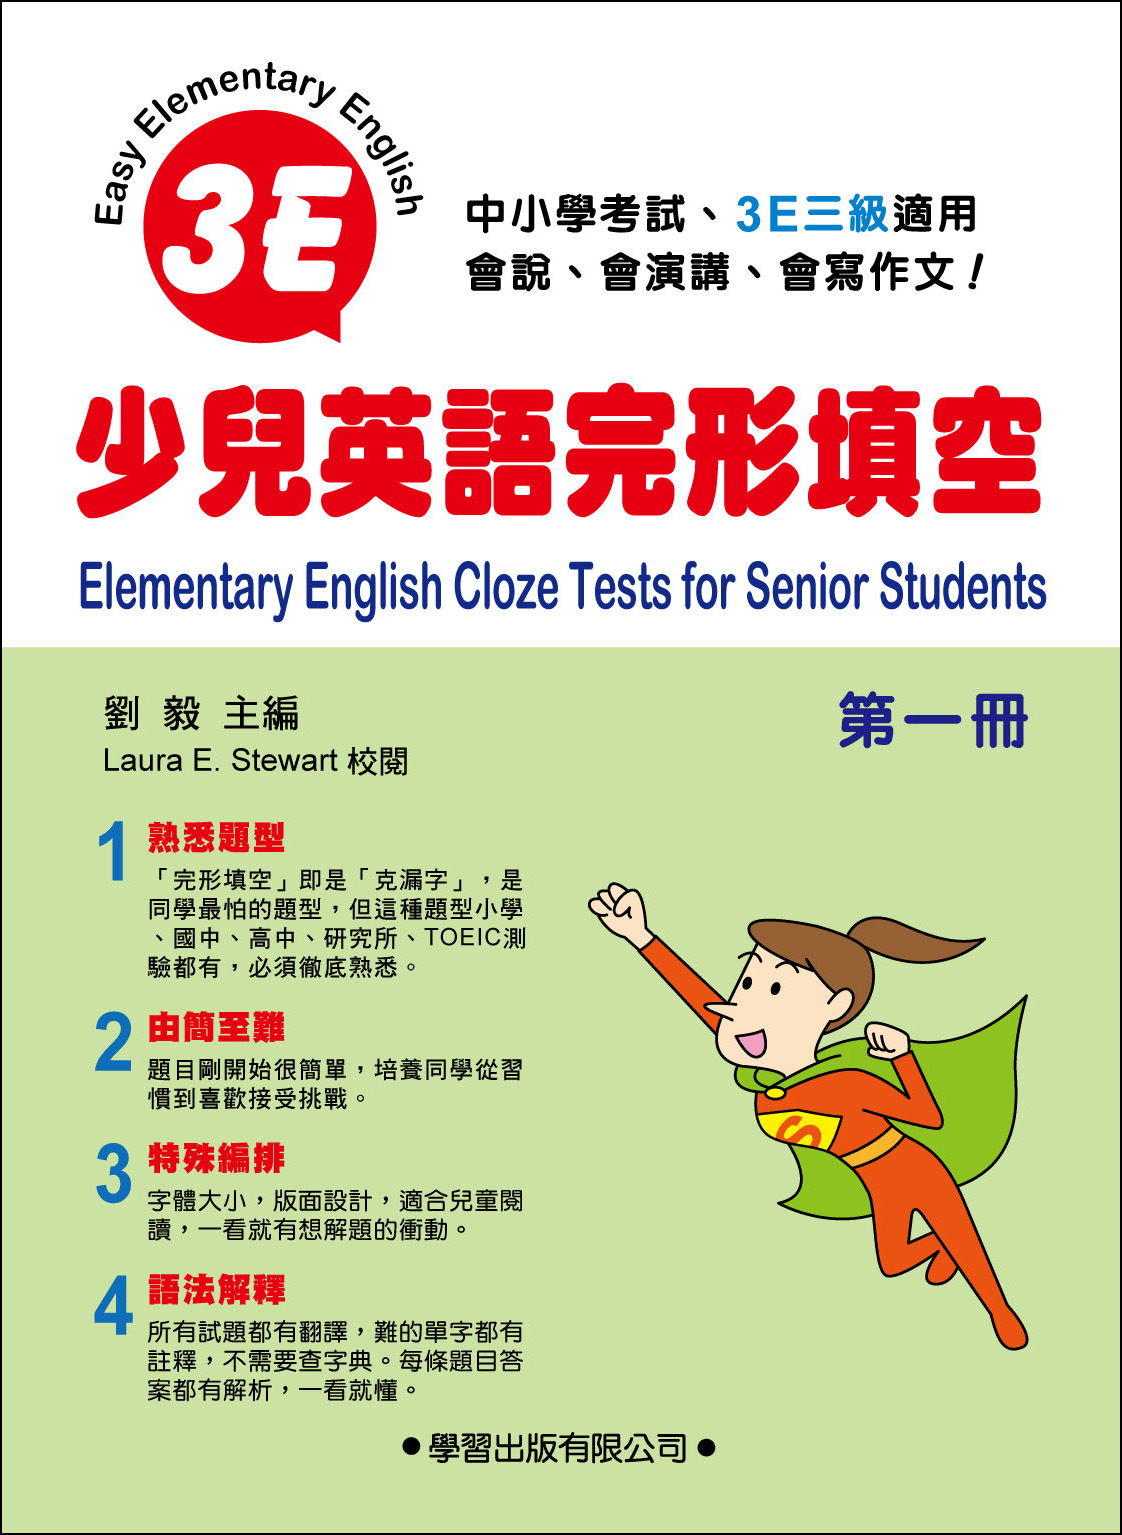 Easy Elementary English
3E
中小學考試、3E三級適用
會說、會演講、會寫作文！
少兒英語完形填空
Elementary English Cloze Tests for Senior Students
劉 毅 主編
Laura E. Stewart 校閱
第一冊
1 熟悉題型
「完形填空」即是「克漏字」，是
同學最怕的題型，但這種題型小學
、國中、高中、研究所、TOEIC測
驗都有，必須徹底熟悉。
2 由簡至難
題目剛開始很簡單，培養同學從習
慣到喜歡接受挑戰。
3 特殊編排
字體大小，版面設計，適合兒童閱
讀，一看就有想解題的衝動。
S
4 語法解釋
所有試題都有翻譯，難的單字都有
註釋，不需要查字典。每條題目答
案都有解析，一看就懂。
●學習出版有限公司●